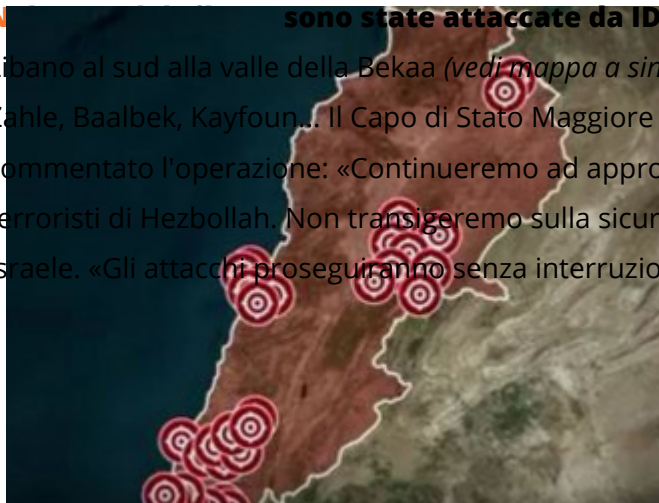 sono state attaccate da ID
ibano al sud alla valle della Bekaa (vedi mappa a sin
Zahle, Baalbek, Kayfoun... Il Capo di Stato Maggiore
ommentato l'operazione: «Continueremo ad appro
erroristi di Hezbollah. Non transigeremo sulla sicur
sraele. «Gli attacchi proseguiranno senza interruzio